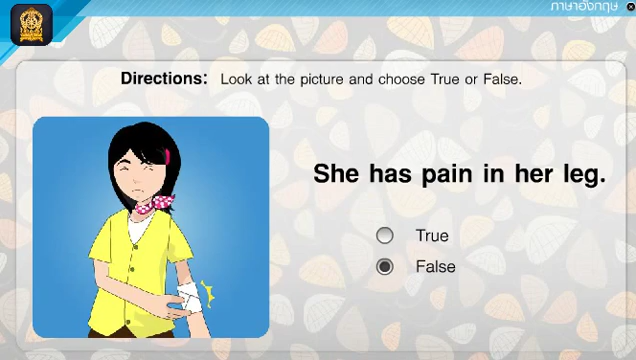 ภาษาอังกฤษ
Directions: Look at the picture and choose True or False.
She has pain in her leg.
True
False